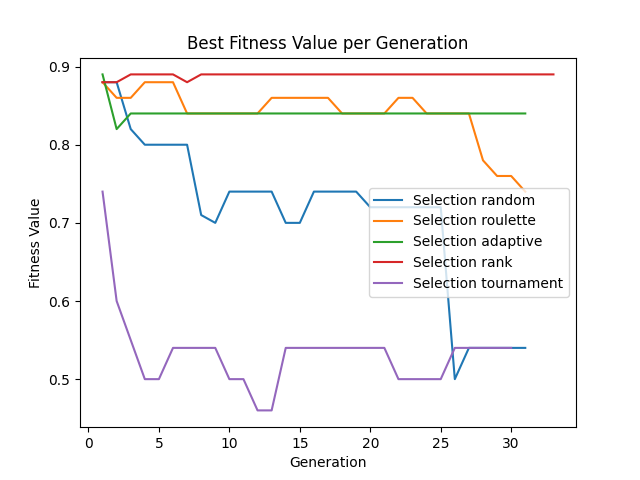 Best Fitness Value per Generation
Fitness Value
0.9
0.8
0.7
0.6
0.5
Selection random
Selection roulette
Selection adaptive
Selection rank
Selection tournament
0 5 10 15 20 25 30
Generation